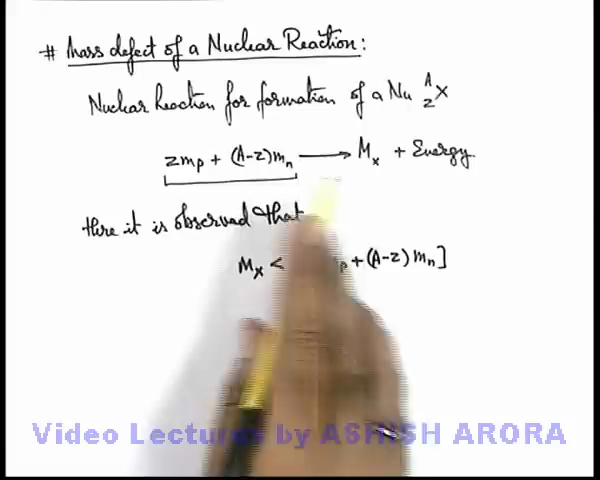 # Mass defect of a Nuclear Reaction:
Nuclear Reaction for formation of a Nu ᴬ_Z X
zmp + (A-z)mₙ → Mₓ + Energy
Here it is observed that
Mₓ < p + (A-z) mₙ]
Video Lectures by ASHISH ARORA